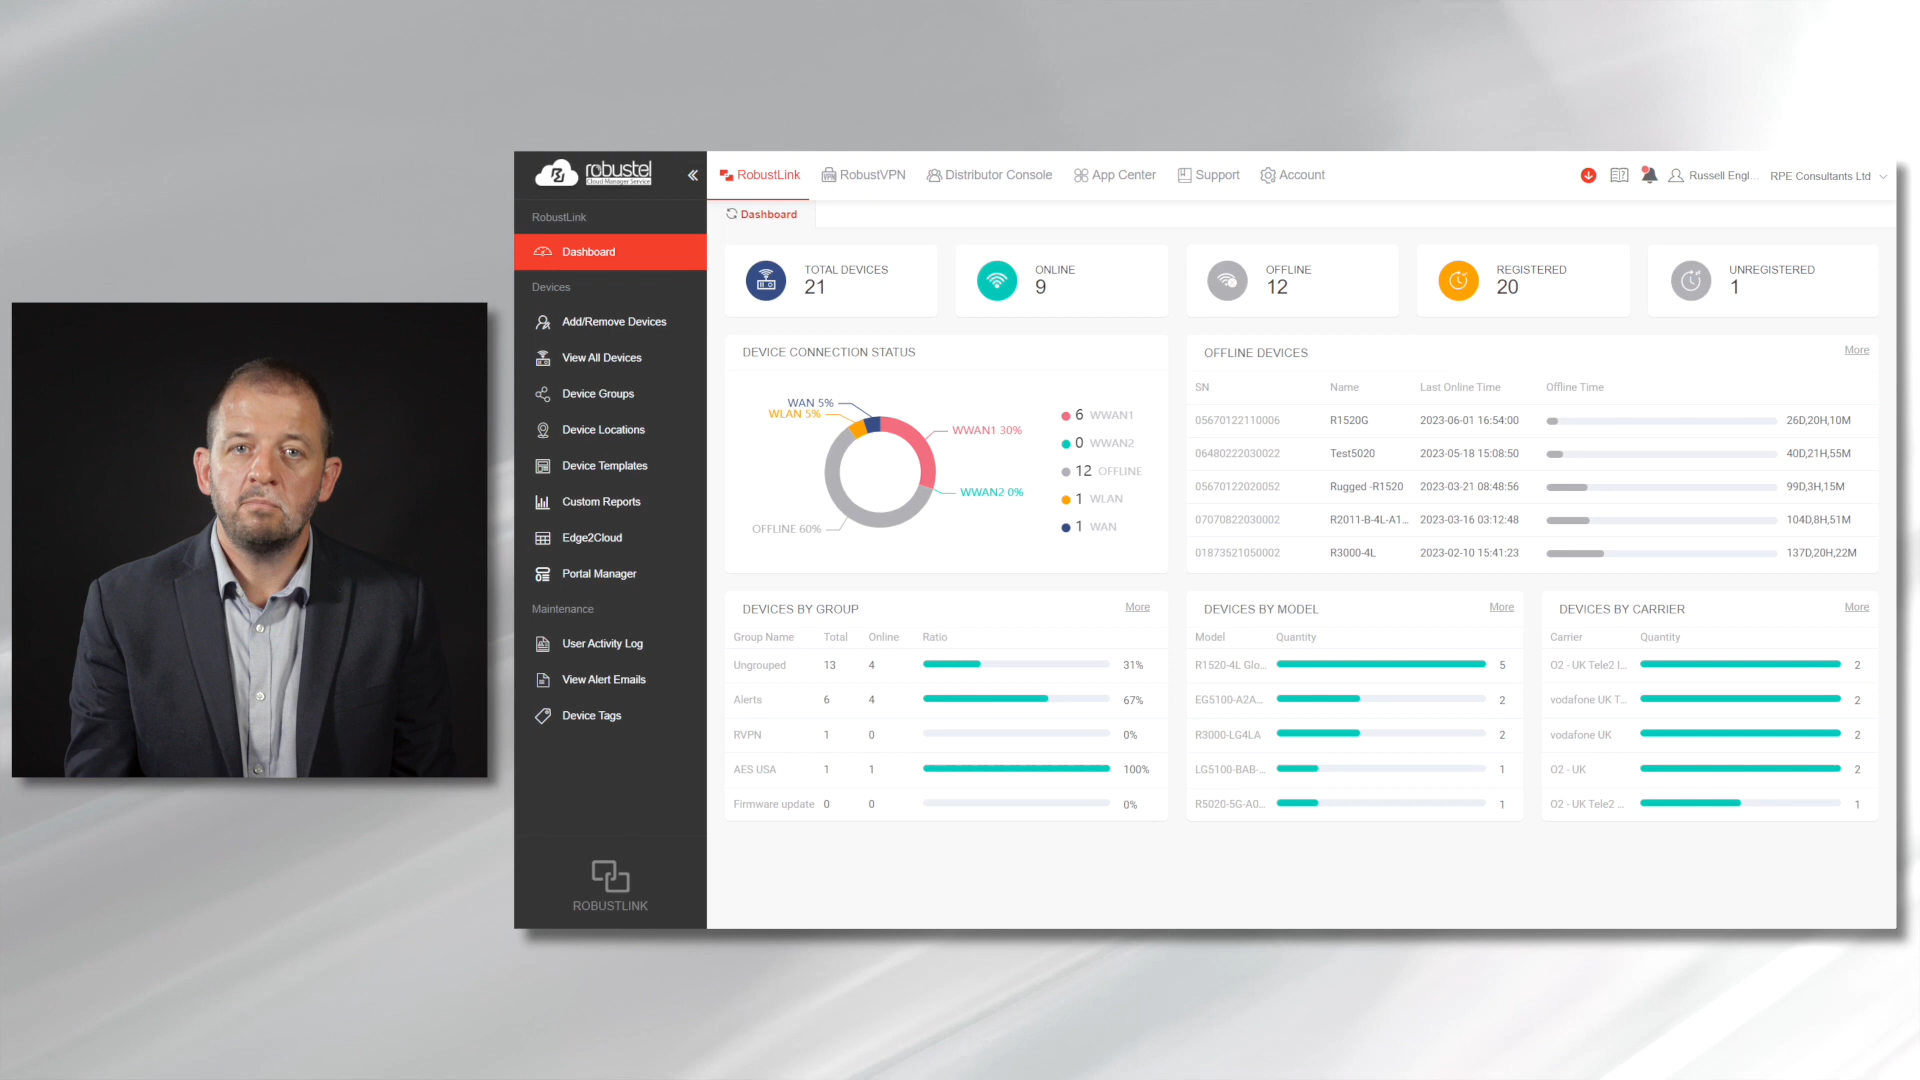 robustel
Cloud Manager Service
RobustLink
RobustVPN
Distributor Console
App Center
Support
Account
Russell Engl...
RPE Consultants Ltd
RobustLink
Dashboard
Devices
Add/Remove Devices
View All Devices
Device Groups
Device Locations
Device Templates
Custom Reports
Edge2Cloud
Portal Manager
Maintenance
User Activity Log
View Alert Emails
Device Tags
ROBUSTLINK
Dashboard
TOTAL DEVICES
21
ONLINE
9
OFFLINE
12
REGISTERED
20
UNREGISTERED
1
DEVICE CONNECTION STATUS
WAN 5%
WLAN 5%
WWAN1 30%
WWAN2 0%
OFFLINE 60%
6 WWAN1
0 WWAN2
12 OFFLINE
1 WLAN
1 WAN
OFFLINE DEVICES More
SN Name Last Online Time Offline Time
05670122110006 R1520G 2023-06-01 16:54:00 26D,20H,10M
06480222030022 Test5020 2023-05-18 15:08:50 40D,21H,55M
05670122020052 Rugged -R1520 2023-03-21 08:48:56 99D,3H,15M
07070822030002 R2011-B-4L-A1... 2023-03-16 03:12:48 104D,8H,51M
01873521050002 R3000-4L 2023-02-10 15:41:23 137D,20H,22M
DEVICES BY GROUP More
Group Name Total Online Ratio
Ungrouped 13 4 31%
Alerts 6 4 67%
RVPN 1 0 0%
AES USA 1 1 100%
Firmware update 0 0 0%
DEVICES BY MODEL More
Model Quantity
R1520-4L Glo... 5
EG5100-A2A... 2
R3000-LG4LA 2
LG5100-BAB-... 1
R5020-5G-A0... 1
DEVICES BY CARRIER More
Carrier Quantity
O2 - UK Tele2 I... 2
vodafone UK T... 2
vodafone UK 2
O2 - UK 2
O2 - UK Tele2 ... 1